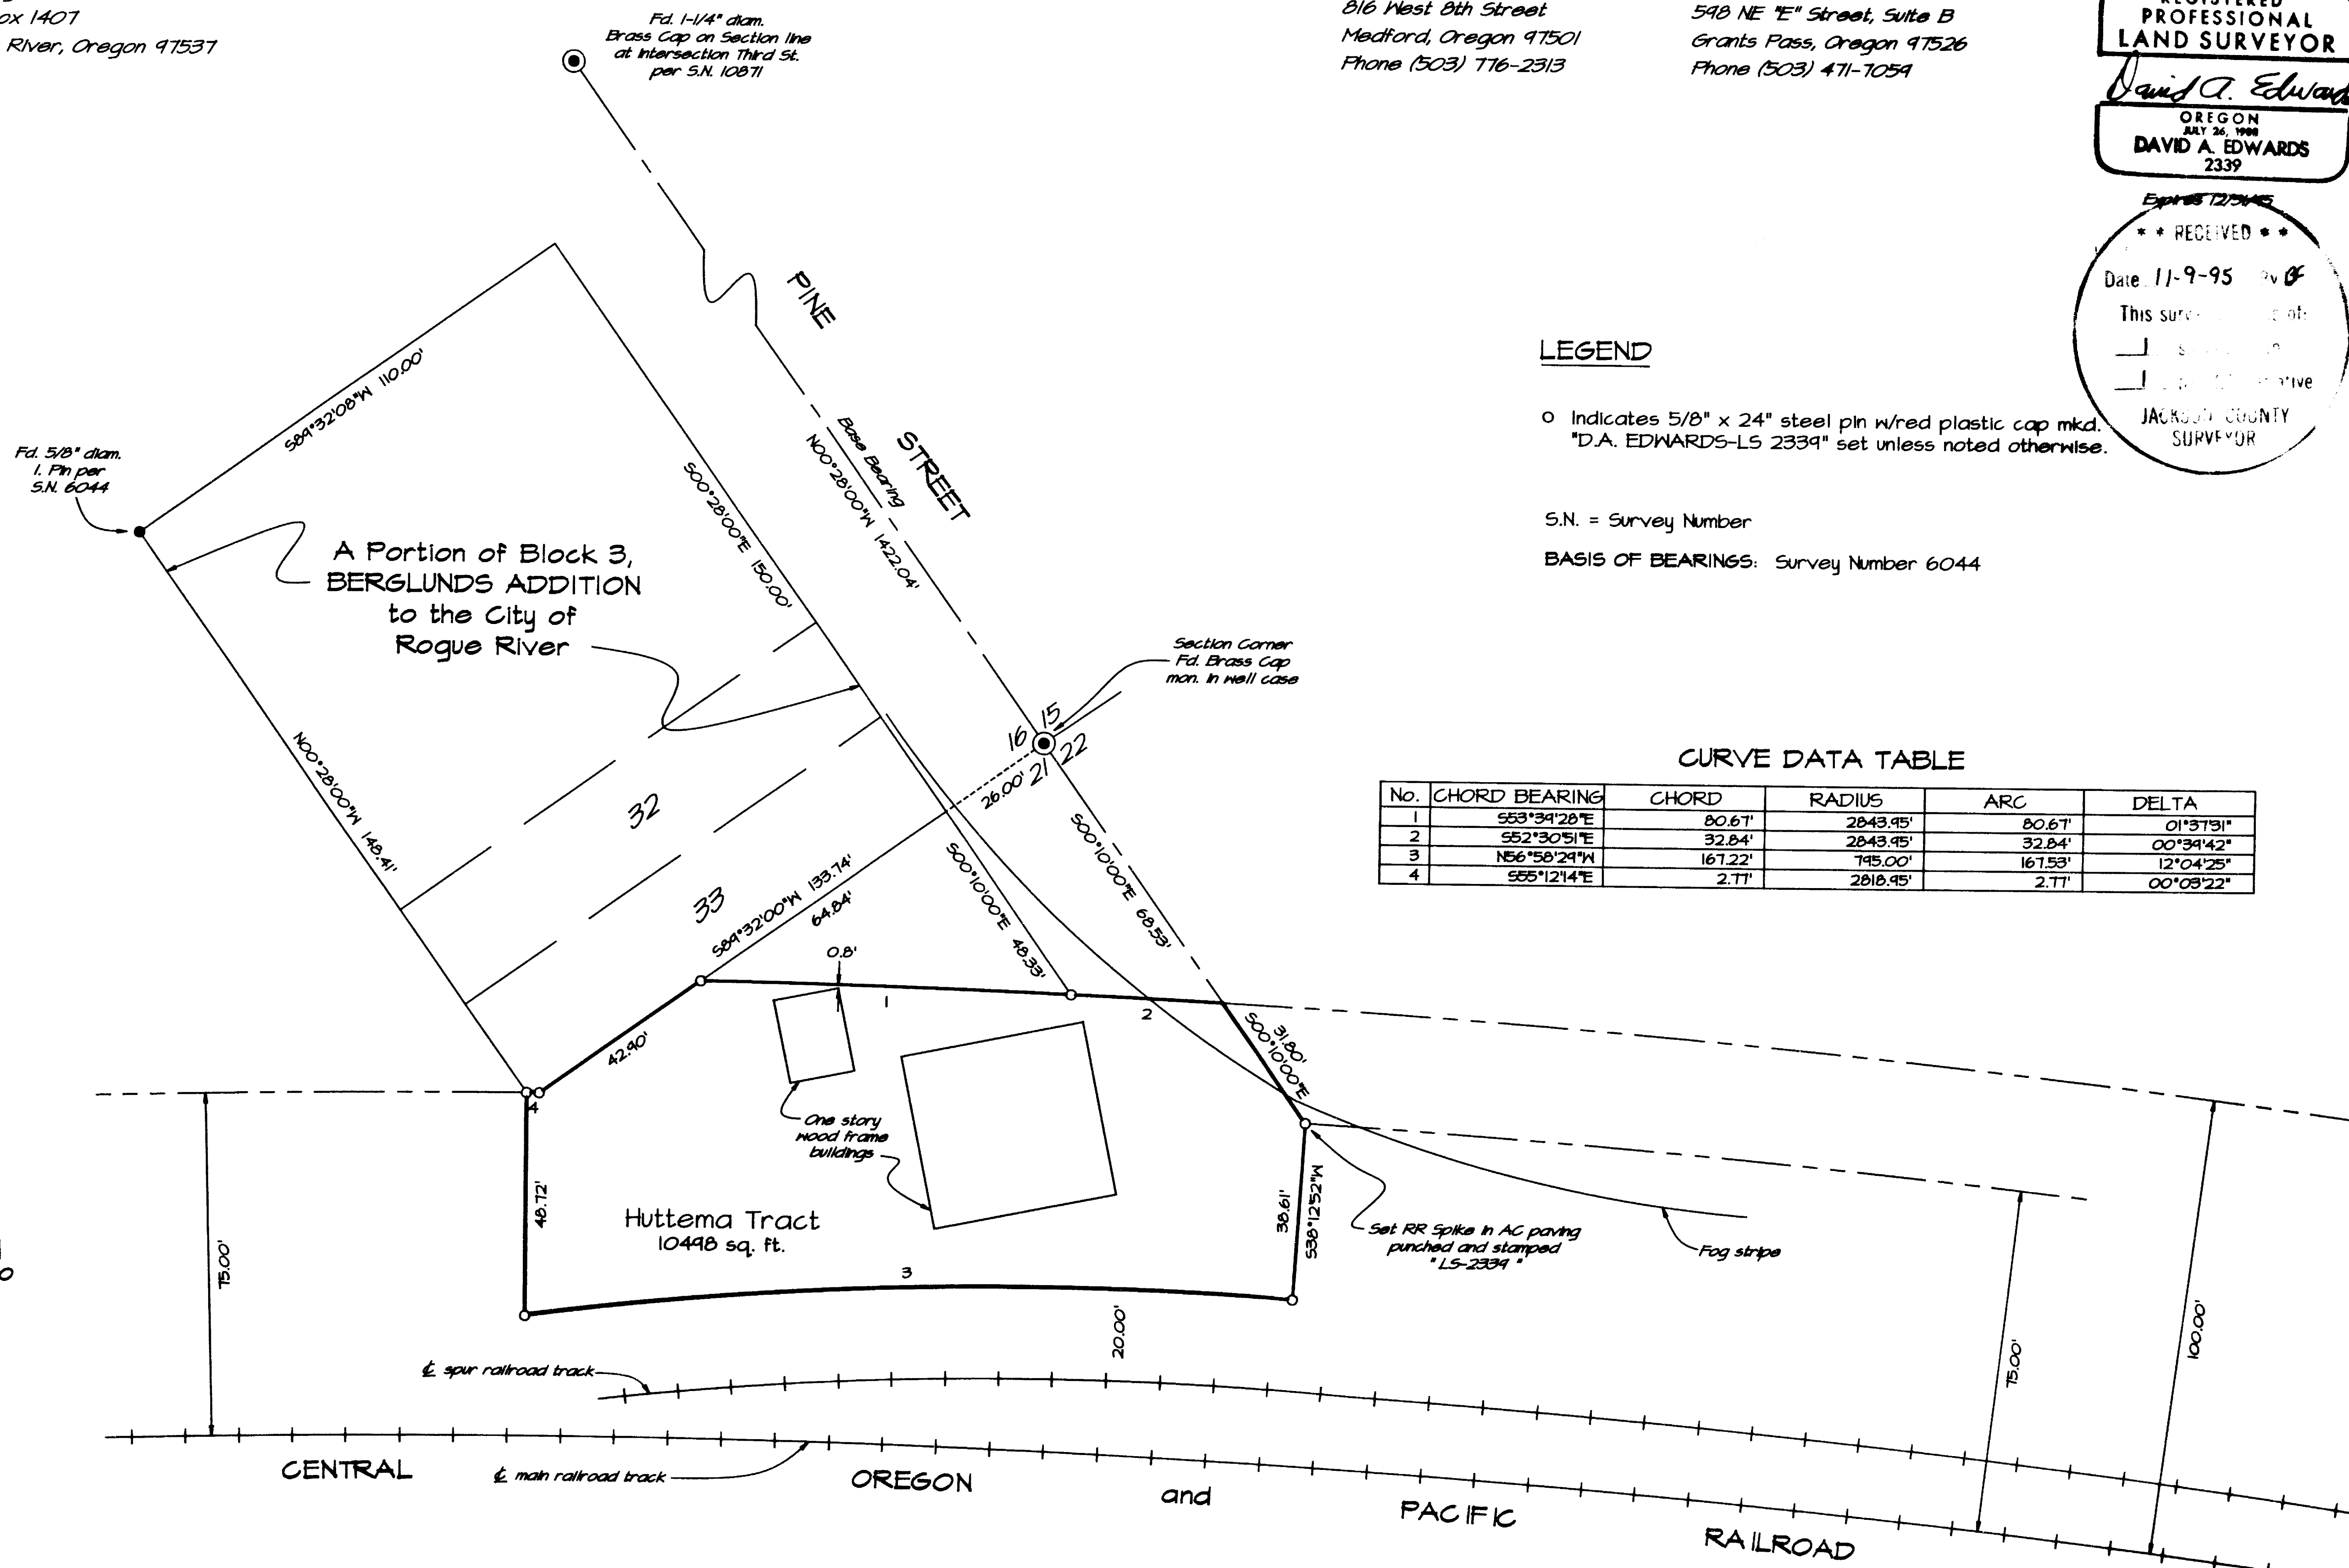 ox 1407
River, Oregon 97537
Fd. 1-1/4" diam.
Brass Cap on Section line
at Intersection Third St.
per S.N. 10871
816 West 8th Street
Medford, Oregon 97501
Phone (503) 776-2313
598 NE "E" Street, Suite B
Grants Pass, Oregon 97526
Phone (503) 471-7059
REGISTERED
PROFESSIONAL
LAND SURVEYOR
David A. Edwards
OREGON
JULY 26, 1988
DAVID A. EDWARDS
2339
Expires 12/31/95
* * RECEIVED * *
Date 11-9-95
This
JACKSON COUNTY
SURVEYOR
PINE
STREET
LEGEND
o Indicates 5/8" x 24" steel pin w/red plastic cap mkd.
"D.A. EDWARDS-LS 2339" set unless noted otherwise.
S.N. = Survey Number
BASIS OF BEARINGS: Survey Number 6044
S89°32'08"W 110.00'
Fd. 5/8" diam.
I. Pin per
S.N. 6044
Base Bearing
N00°28'00"W 1422.04'
S00°28'00"E 150.00'
A Portion of Block 3,
BERGLUNDS ADDITION
to the City of
Rogue River
Section Corner
Fd. Brass Cap
mon. in well case
16 15
21 22
26.00'
N00°28'00"W 148.41'
32
33
S89°32'00"W 133.74'
64.84'
S00°10'00"E 48.33'
S00°10'00"E 68.53'
CURVE DATA TABLE
No. CHORD BEARING CHORD RADIUS ARC DELTA
1 S53°39'28"E 80.67' 2843.95' 80.67' 01°37'31"
2 S52°30'51"E 32.84' 2843.95' 32.84' 00°39'42"
3 N56°58'29"W 167.22' 795.00' 167.53' 12°04'25"
4 S55°12'14"E 2.77' 2818.95' 2.77' 00°03'22"
0.8'
1
2
42.90'
31.80'
S00°10'00"E
4
One story
wood frame
buildings
48.72'
Huttema Tract
10498 sq. ft.
38.61'
S38°12'52"W
Set RR Spike in AC paving
punched and stamped
"LS-2339"
Fog stripe
3
20.00'
75.00'
75.00'
100.00'
℄ spur railroad track
℄ main railroad track
CENTRAL OREGON and PACIFIC RAILROAD